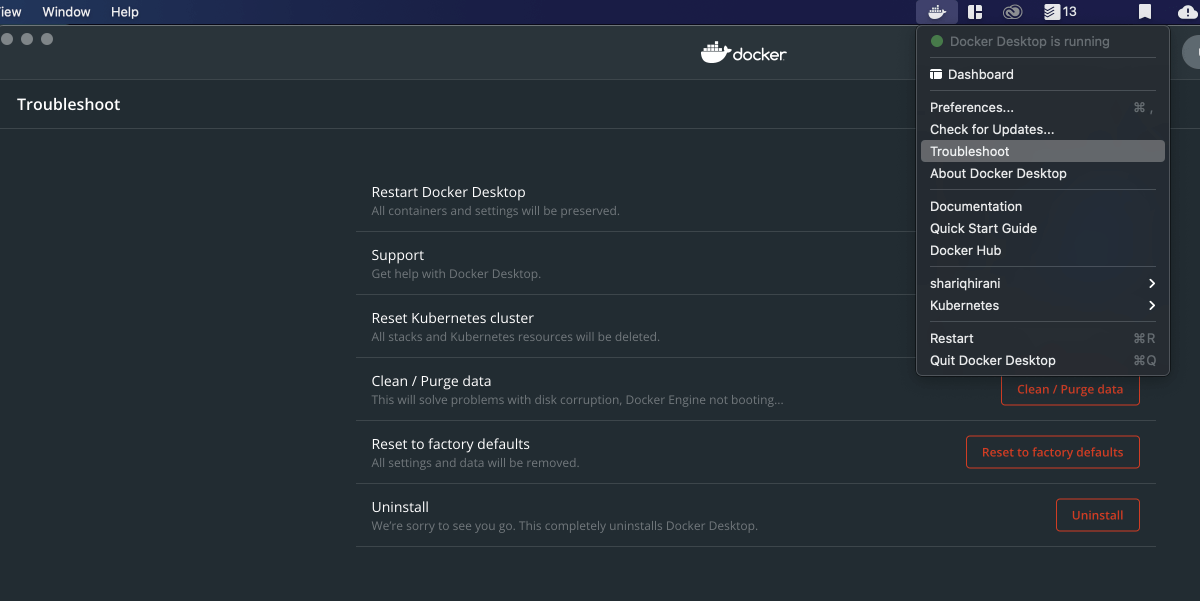 Window
Help
13
docker
Troubleshoot
Restart Docker Desktop
All containers and settings will be preserved.
Support
Get help with Docker Desktop.
Reset Kubernetes cluster
All stacks and Kubernetes resources will be deleted.
Clean / Purge data
This will solve problems with disk corruption, Docker Engine not booting...
Clean / Purge data
Reset to factory defaults
All settings and data will be removed.
Reset to factory defaults
Uninstall
We're sorry to see you go. This completely uninstalls Docker Desktop.
Uninstall
Docker Desktop is running
Dashboard
Preferences... ⌘ ,
Check for Updates...
Troubleshoot
About Docker Desktop
Documentation
Quick Start Guide
Docker Hub
shariqhirani
Kubernetes
Restart ⌘R
Quit Docker Desktop ⌘Q